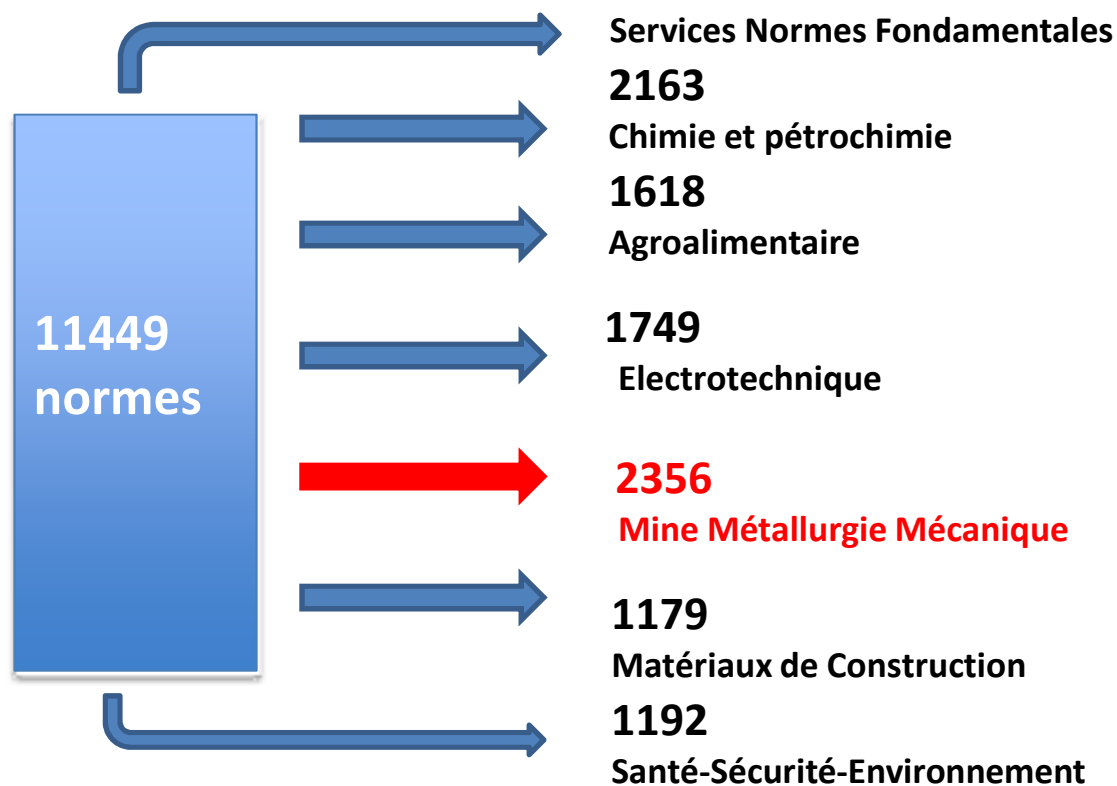 Services Normes Fondamentales
2163
Chimie et pétrochimie
1618
Agroalimentaire
11449
normes
1749
Electrotechnique
2356
Mine Métallurgie Mécanique
1179
Matériaux de Construction
1192
Santé-Sécurité-Environnement